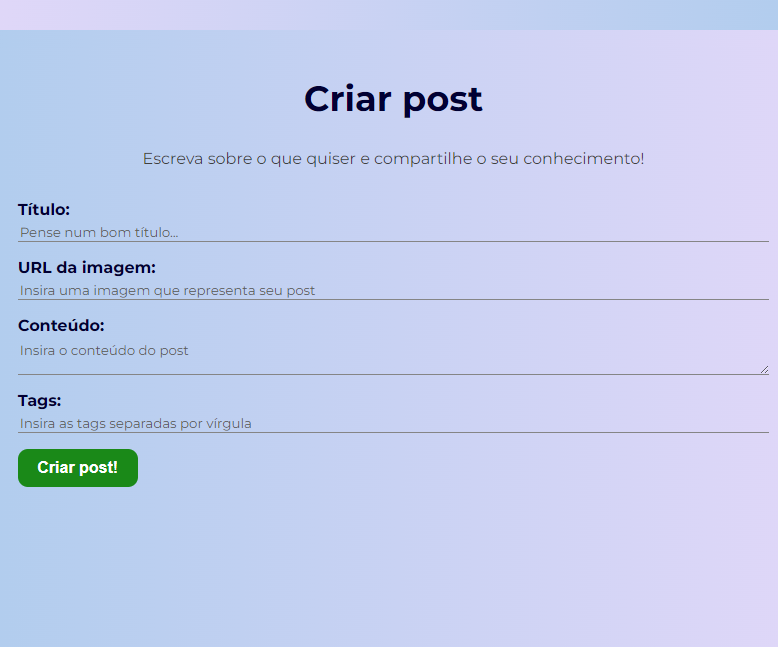 Criar post
Escreva sobre o que quiser e compartilhe o seu conhecimento!
Título:
Pense num bom título...
URL da imagem:
Insira uma imagem que representa seu post
Conteúdo:
Insira o conteúdo do post
Tags:
Insira as tags separadas por vírgula
Criar post!